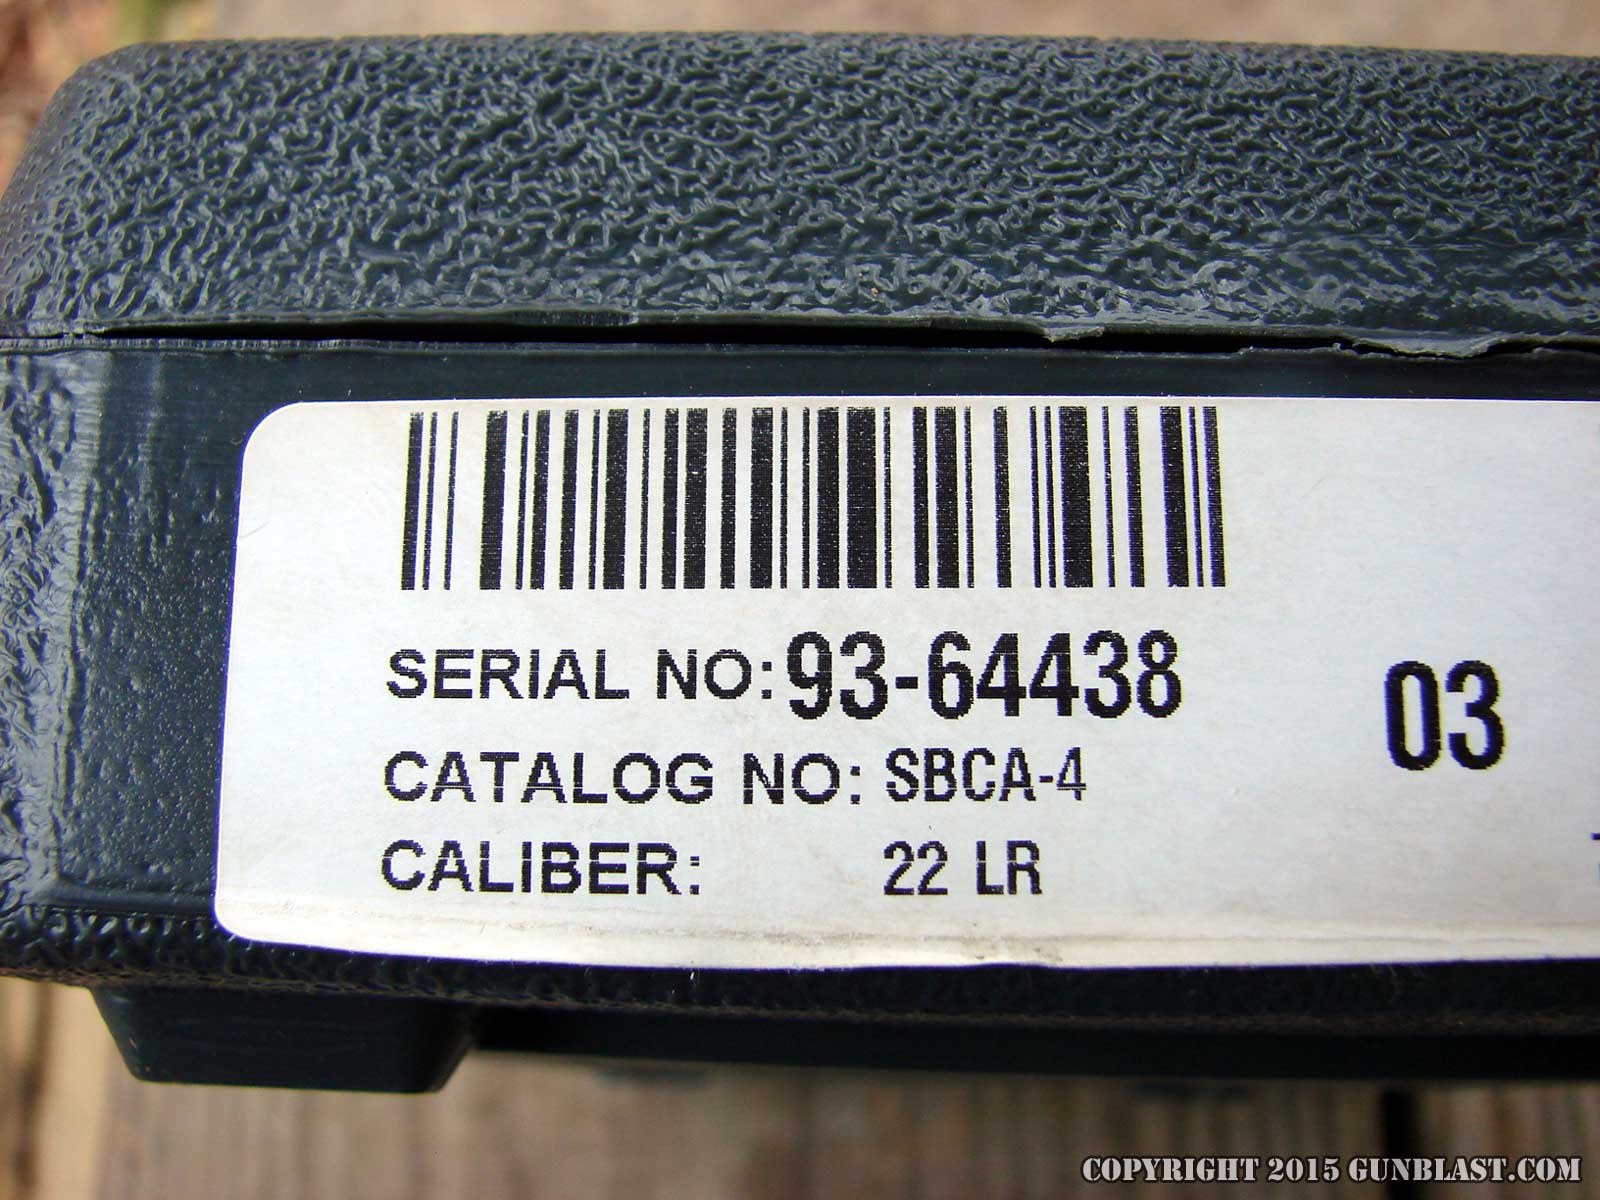 SERIAL NO: 93-64438
03
CATALOG NO: SBCA-4
CALIBER: 22 LR
COPYRIGHT 2015 GUNBLAST.COM